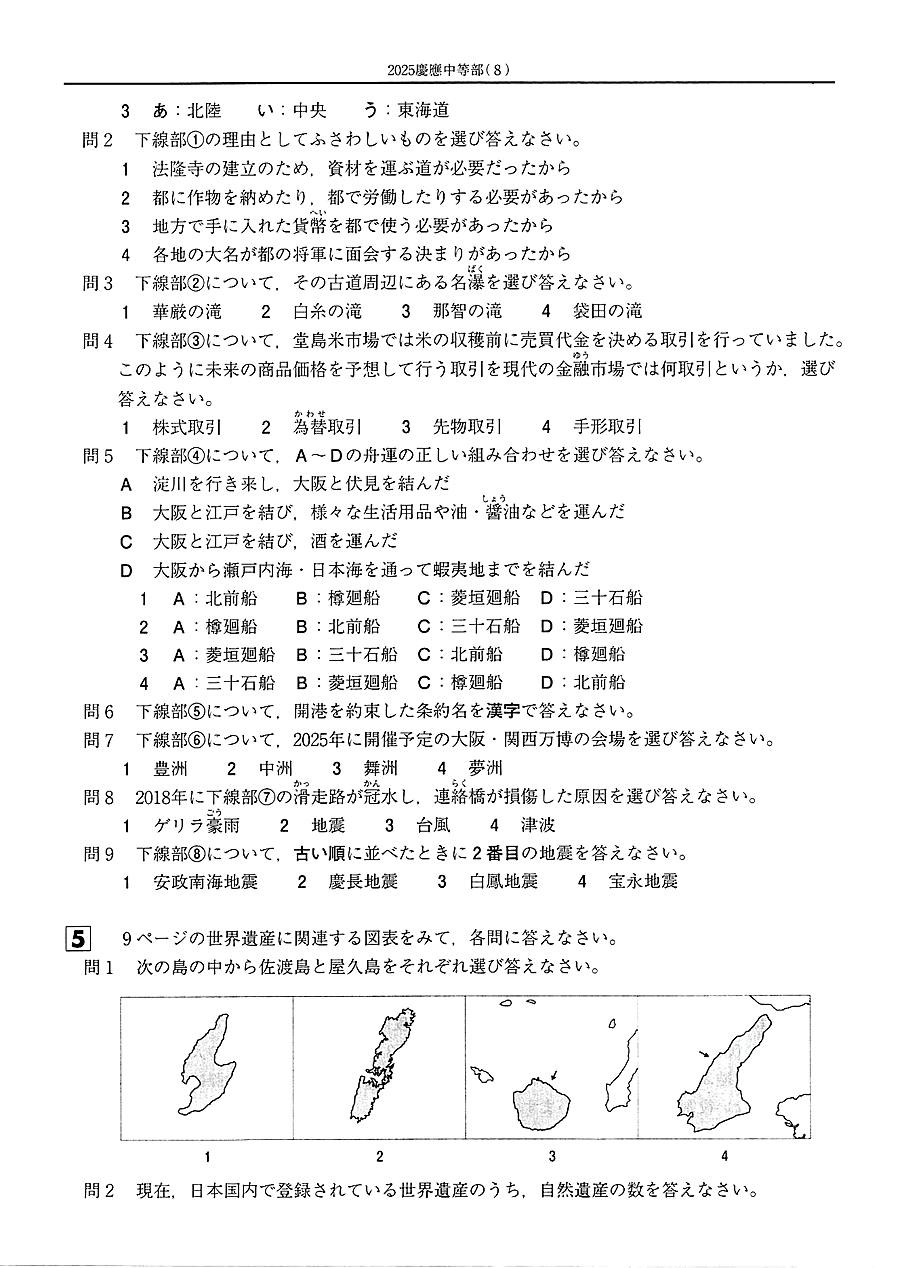 2025慶應中等部(8)
3 あ:北陸 い:中央 う:東海道
問2 下線部①の理由としてふさわしいものを選び答えなさい。
1 法隆寺の建立のため,資材を運ぶ道が必要だったから
2 都に作物を納めたり,都で労働したりする必要があったから
3 地方で手に入れた貨幣を都で使う必要があったから
へい
4 各地の大名が都の将軍に面会する決まりがあったから
問3 下線部②について,その古道周辺にある名瀑を選び答えなさい。
ばく
1 華厳の滝 2 白糸の滝 3 那智の滝 4 袋田の滝
問4 下線部③について,堂島米市場では米の収穫前に売買代金を決める取引を行っていました。
このように未来の商品価格を予想して行う取引を現代の金融市場では何取引というか,選び
ゆう
答えなさい。
1 株式取引 2 為替取引 3 先物取引 4 手形取引
かわせ
問5 下線部④について,A~Dの舟運の正しい組み合わせを選び答えなさい。
A 淀川を行き来し,大阪と伏見を結んだ
B 大阪と江戸を結び,様々な生活用品や油・醤油などを運んだ
しょう
C 大阪と江戸を結び,酒を運んだ
D 大阪から瀬戸内海・日本海を通って蝦夷地までを結んだ
1 A:北前船 B:樽廻船 C:菱垣廻船 D:三十石船
2 A:樽廻船 B:北前船 C:三十石船 D:菱垣廻船
3 A:菱垣廻船 B:三十石船 C:北前船 D:樽廻船
4 A:三十石船 B:菱垣廻船 C:樽廻船 D:北前船
問6 下線部⑤について,開港を約束した条約名を漢字で答えなさい。
問7 下線部⑥について,2025年に開催予定の大阪・関西万博の会場を選び答えなさい。
1 豊洲 2 中洲 3 舞洲 4 夢洲
問8 2018年に下線部⑦の滑走路が冠水し,連絡橋が損傷した原因を選び答えなさい。
かっ かん らく
1 ゲリラ豪雨 2 地震 3 台風 4 津波
ごう
問9 下線部⑧について,古い順に並べたときに2番目の地震を答えなさい。
1 安政南海地震 2 慶長地震 3 白鳳地震 4 宝永地震
5 9ページの世界遺産に関連する図表をみて,各問に答えなさい。
問1 次の島の中から佐渡島と屋久島をそれぞれ選び答えなさい。
1 2 3 4
問2 現在,日本国内で登録されている世界遺産のうち,自然遺産の数を答えなさい。